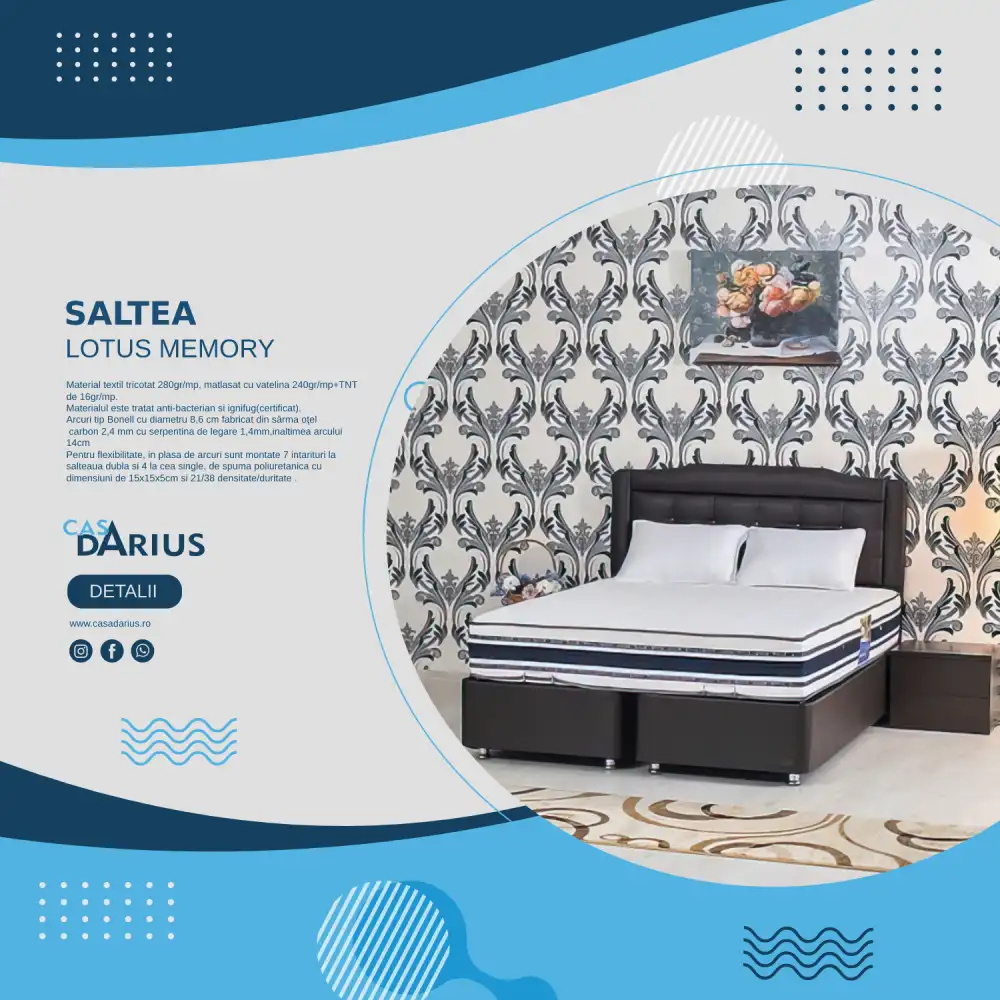 SALTEA
LOTUS MEMORY
Material textil tricotat 280gr/mp, matlasat cu vatelina 240gr/mp+TNT
de 16gr/mp.
Materialul este tratat anti-bacterian si ignifug(certificat).
Arcuri tip Bonell cu diametru 8,6 cm fabricat din sârma oţel
carbon 2,4 mm cu serpentina de legare 1,4mm,inaltimea arcului
14cm
Pentru flexibilitate, in plasa de arcuri sunt montate 7 intarituri la
salteaua dubla si 4 la cea single, de spuma poliuretanica cu
dimensiuni de 15x15x5cm si 21/38 densitate/duritate .
CAS
DARIUS
DETALII
www.casadarius.ro